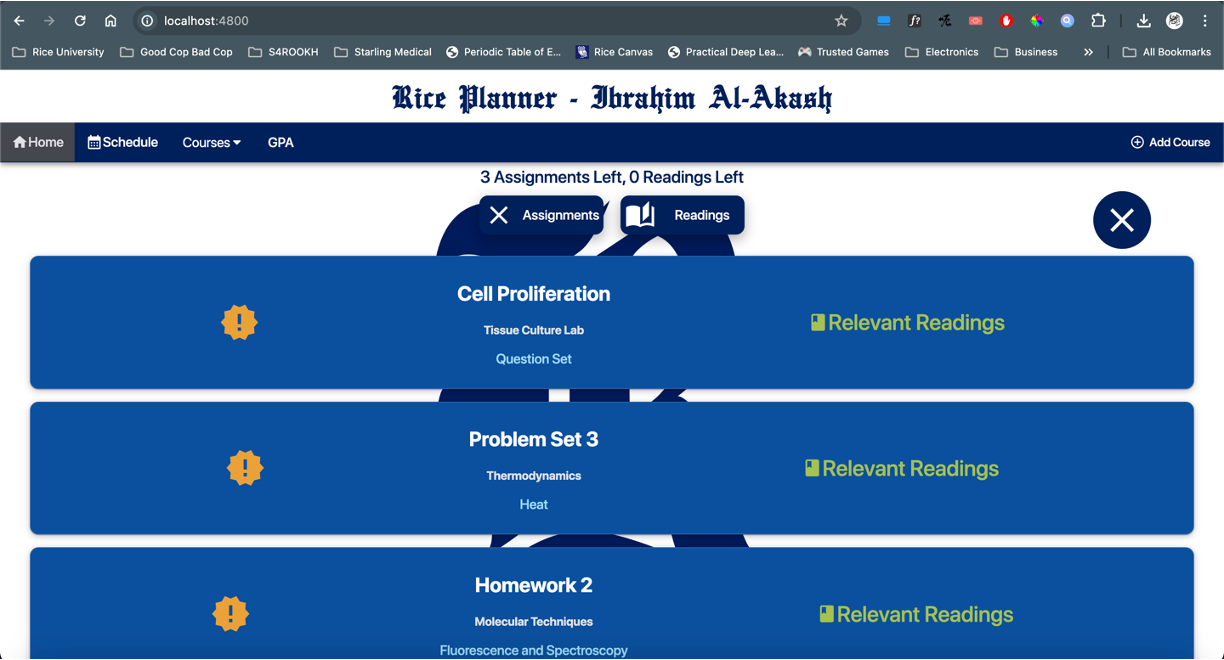 localhost:4800
Rice University Good Cop Bad Cop S4ROOKH Starling Medical Periodic Table of E... Rice Canvas Practical Deep Lea... Trusted Games Electronics Business » All Bookmarks
Rice Planner - Ibrahim Al-Akash
Home Schedule Courses GPA Add Course
3 Assignments Left, 0 Readings Left
Assignments Readings
Cell Proliferation
Tissue Culture Lab
Question Set
Relevant Readings
Problem Set 3
Thermodynamics
Heat
Relevant Readings
Homework 2
Molecular Techniques
Fluorescence and Spectroscopy
Relevant Readings